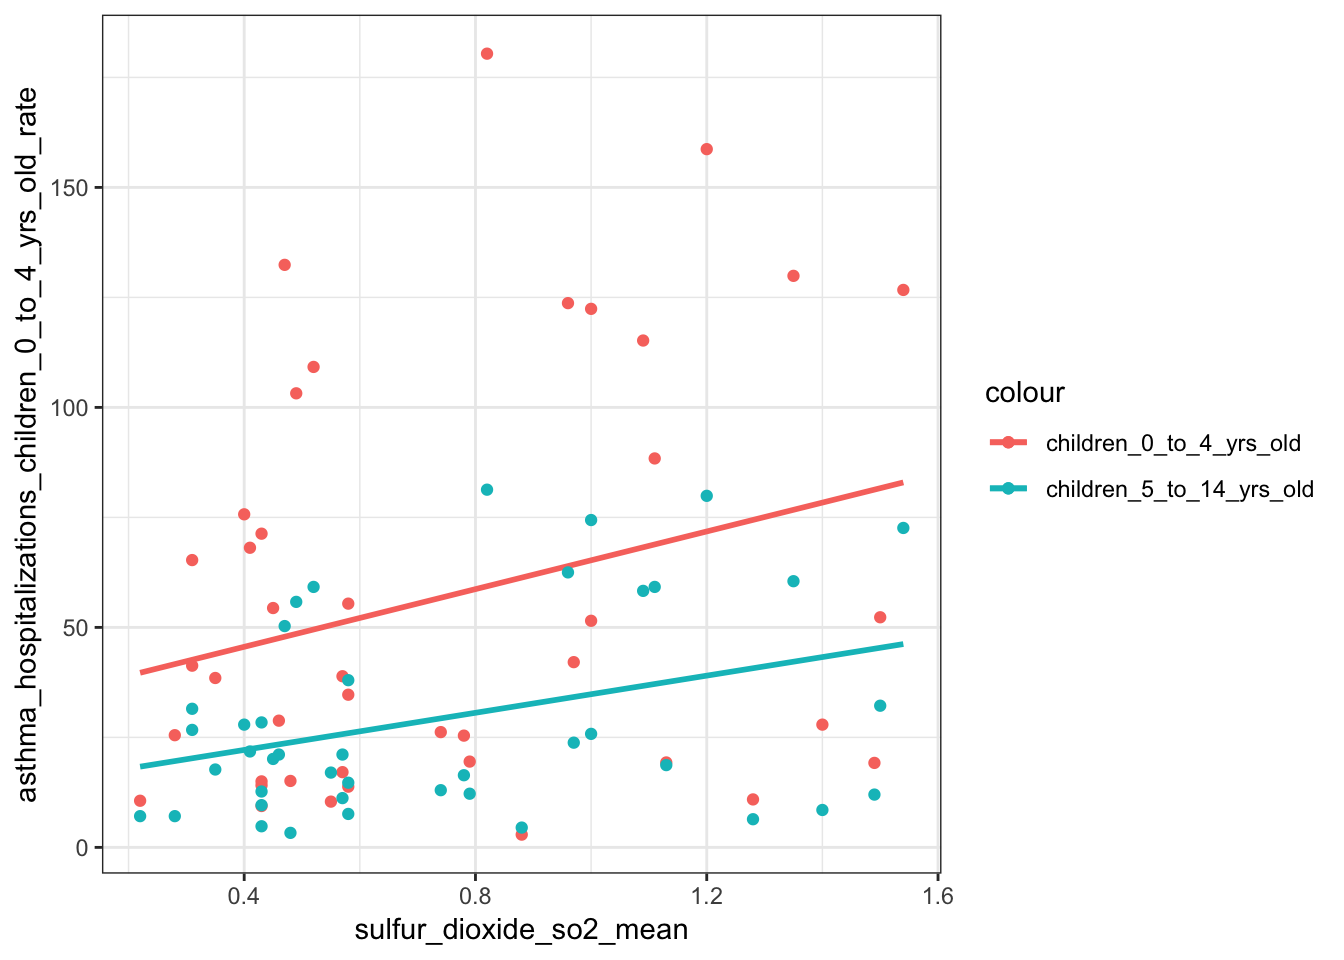 asthma_hospitalizations_children_0_to_4_yrs_old_rate
150
100
50
0
0.4 0.8 1.2 1.6
sulfur_dioxide_so2_mean
colour
children_0_to_4_yrs_old
children_5_to_14_yrs_old